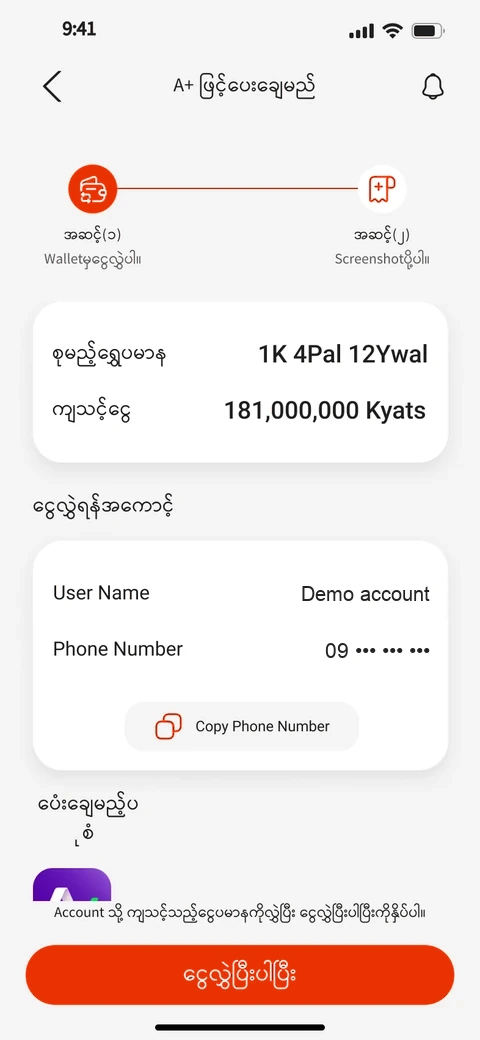 9:41
A+ ဖြင့်ပေးချေမည်
အဆင့်(၁)
အဆင့်(၂)
Walletမှငွေလွှဲပါ။
Screenshotပို့ပါ။
စုမည့်ရွှေပမာန
1K 4Pal 12Ywal
ကျသင့်ငွေ
181,000,000 Kyats
ငွေလွှဲရန်အကောင့်
User Name
Demo account
Phone Number
09 ••• ••• •••
Copy Phone Number
ပေံးချေမည့်ပ
ုစံ
Account သို့ ကျသင့်သည့်ငွေပမာကိုလွှဲပြီး ငွေလွှဲပြီးပါပြီးကိုနှိပ်ပါ။
ငွေလွှဲပြီးပါပြီး